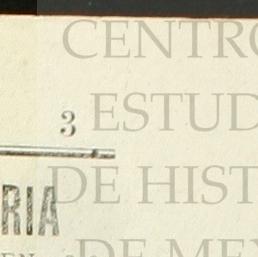 CENTRO
3
ESTUD
DE HIST
RIA
DE MEX